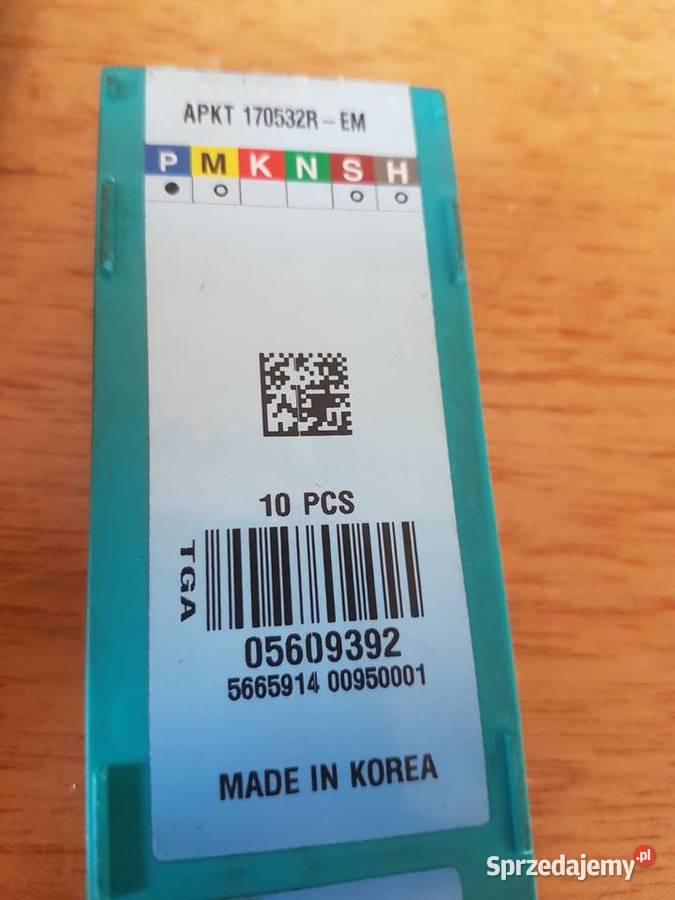 APKT 170532R-EM
P M K N S H
10 PCS
TGA
05609392
5665914 00950001
MADE IN KOREA
Sprzedajemy.pl